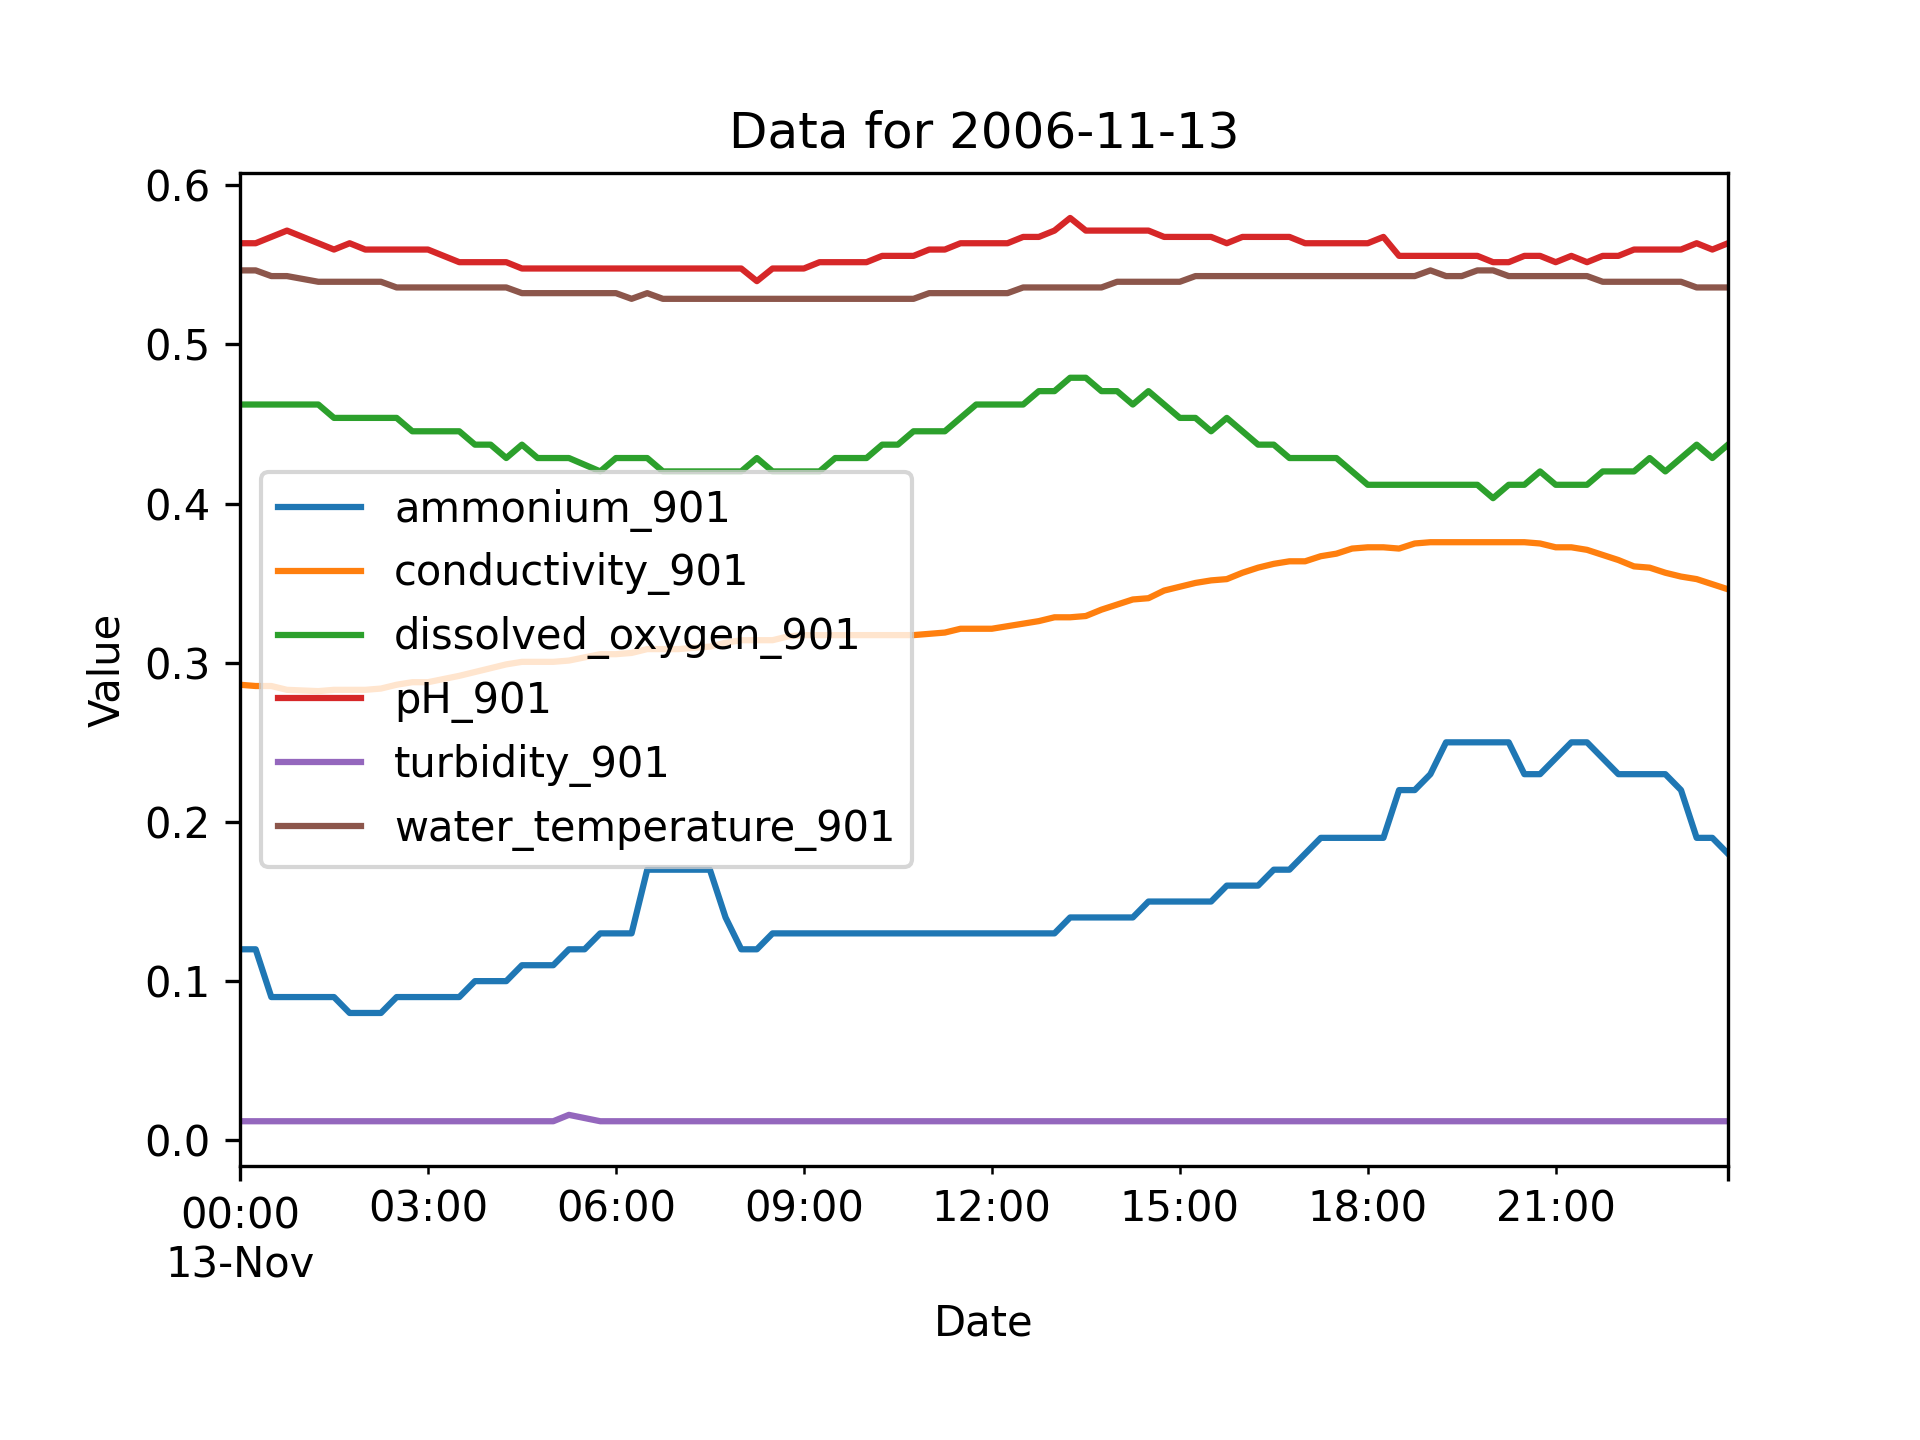 Data for 2006-11-13
0.6
0.5
0.4
0.3
0.2
0.1
0.0
Value
ammonium_901
conductivity_901
dissolved_oxygen_901
pH_901
turbidity_901
water_temperature_901
00:00 03:00 06:00 09:00 12:00 15:00 18:00 21:00
13-Nov
Date